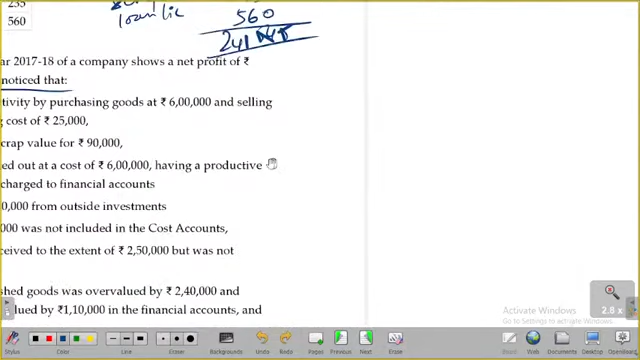 235
560
loan lic
560
241
ar 2017-18 of a company shows a net profit of ₹
noticed that:
tivity by purchasing goods at ₹ 6,00,000 and selling
g cost of ₹ 25,000,
scrap value for ₹ 90,000,
ed out at a cost of ₹ 6,00,000, having a productive
charged to financial accounts
0,000 from outside investments
000 was not included in the Cost Accounts,
ceived to the extent of ₹ 2,50,000 but was not
shed goods was overvalued by ₹ 2,40,000 and
lued by ₹1,10,000 in the financial accounts, and
2.8 x
Activate Windows
Go to Settings to activate Windows.
Stylus
Color
Line
Eraser
Backgrounds
Undo
Redo
Pages
Previous
Next
Erase
Board
Documents
Web
Desktop
OpenBoard